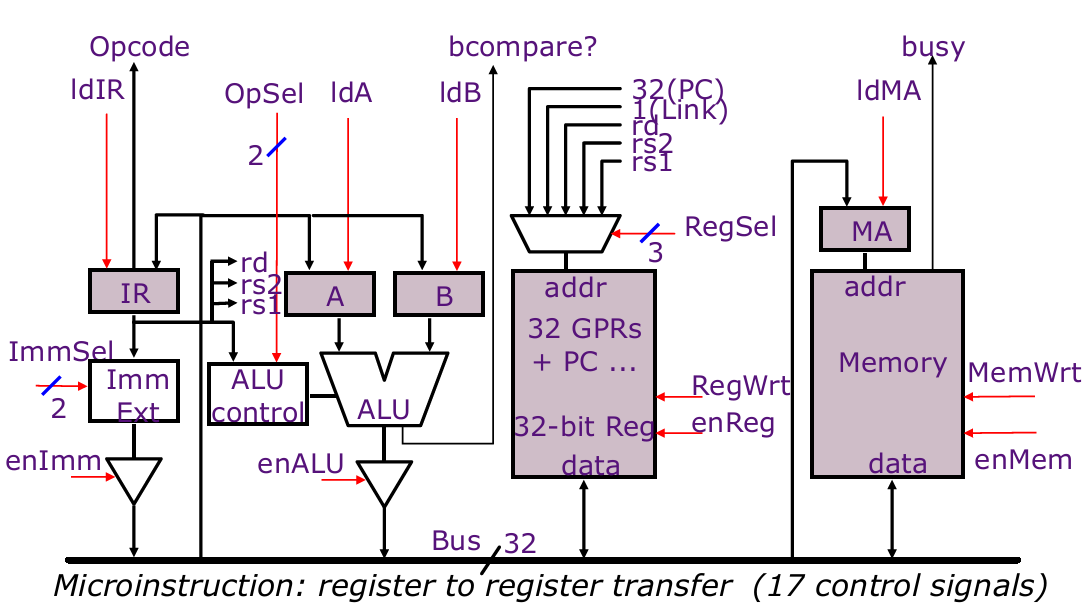 Opcode
bcompare?
busy
ldIR
OpSel
ldA
ldB
32(PC)
1(Link)
rd
rs2
rs1
ldMA
2
RegSel
3
MA
rd
rs2
rs1
IR
A
B
addr
addr
32 GPRs
+ PC ...
32-bit Reg
data
Memory
data
ImmSel
2
Imm
Ext
ALU
control
ALU
RegWrt
enReg
MemWrt
enMem
enImm
enALU
Bus
32
Microinstruction: register to register transfer (17 control signals)